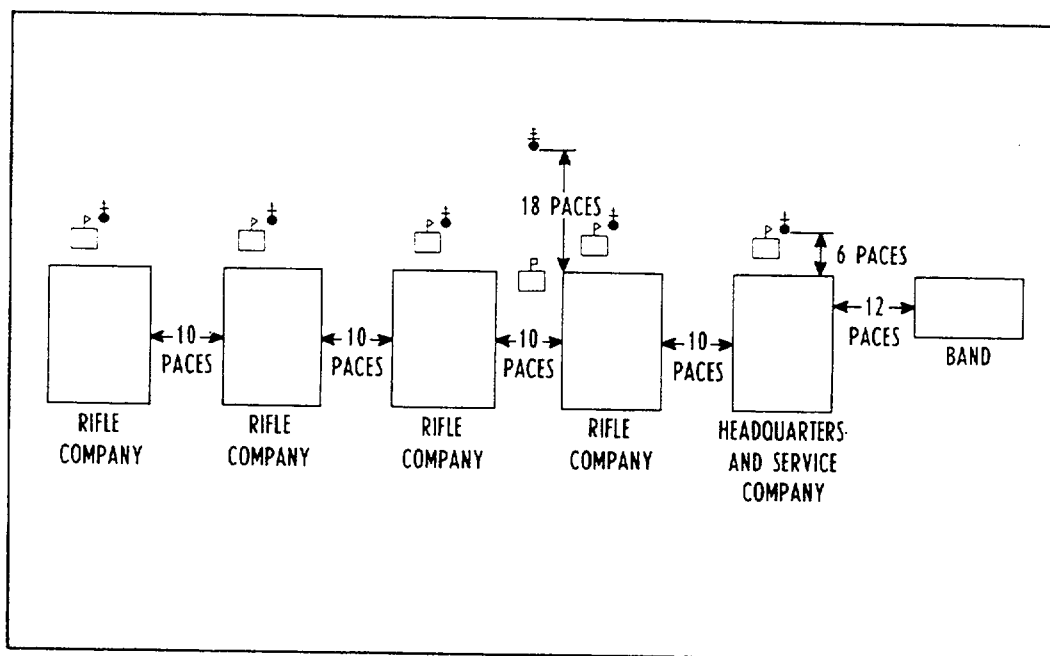 18 PACES
6 PACES
10
PACES
10
PACES
10
PACES
10
PACES
12
PACES
BAND
RIFLE
COMPANY
RIFLE
COMPANY
RIFLE
COMPANY
RIFLE
COMPANY
HEADQUARTERS
AND SERVICE
COMPANY